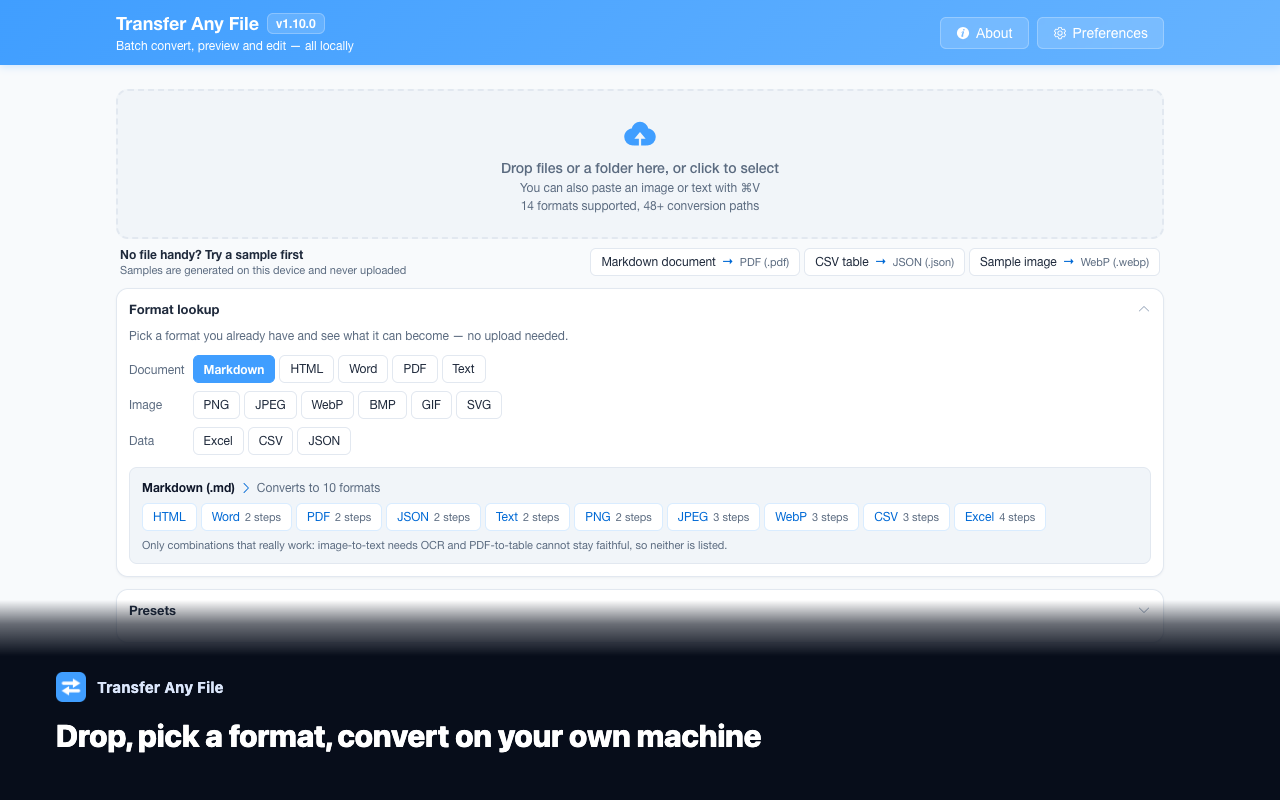 Transfer Any File v1.10.0
Batch convert, preview and edit — all locally
About
Preferences
Drop files or a folder here, or click to select
You can also paste an image or text with ⌘V
14 formats supported, 48+ conversion paths
No file handy? Try a sample first
Samples are generated on this device and never uploaded
Markdown document → PDF (.pdf)
CSV table → JSON (.json)
Sample image → WebP (.webp)
Format lookup
Pick a format you already have and see what it can become — no upload needed.
Document Markdown HTML Word PDF Text
Image PNG JPEG WebP BMP GIF SVG
Data Excel CSV JSON
Markdown (.md) > Converts to 10 formats
HTML Word 2 steps PDF 2 steps JSON 2 steps Text 2 steps PNG 2 steps JPEG 3 steps WebP 3 steps CSV 3 steps Excel 4 steps
Only combinations that really work: image-to-text needs OCR and PDF-to-table cannot stay faithful, so neither is listed.
Presets
Transfer Any File
Drop, pick a format, convert on your own machine